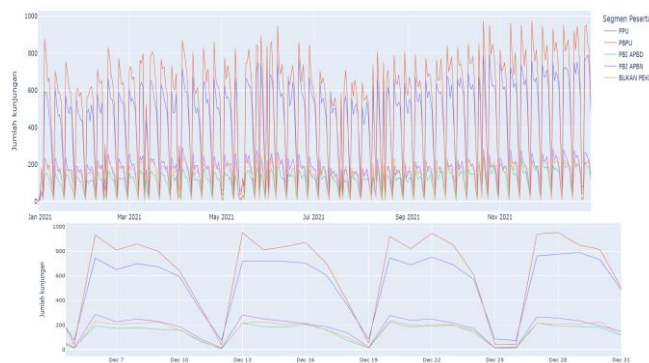 1000
Segmen Peserta
PPU
PBPU
800
PBI APBD
PBI APBN
BUKAN PEKE
600
Jumlah kunjungan
400
200
0
Jan 2021 Mar 2021 May 2021 Jul 2021 Sep 2021 Nov 2021
1000
800
600
Jumlah kunjungan
400
200
0
Dec 7 Dec 10 Dec 13 Dec 16 Dec 19 Dec 22 Dec 25 Dec 28 Dec 31